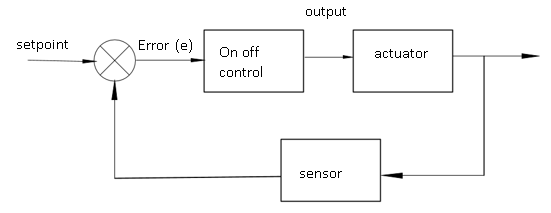 output
setpoint
Error (e)
On off
control
actuator
sensor